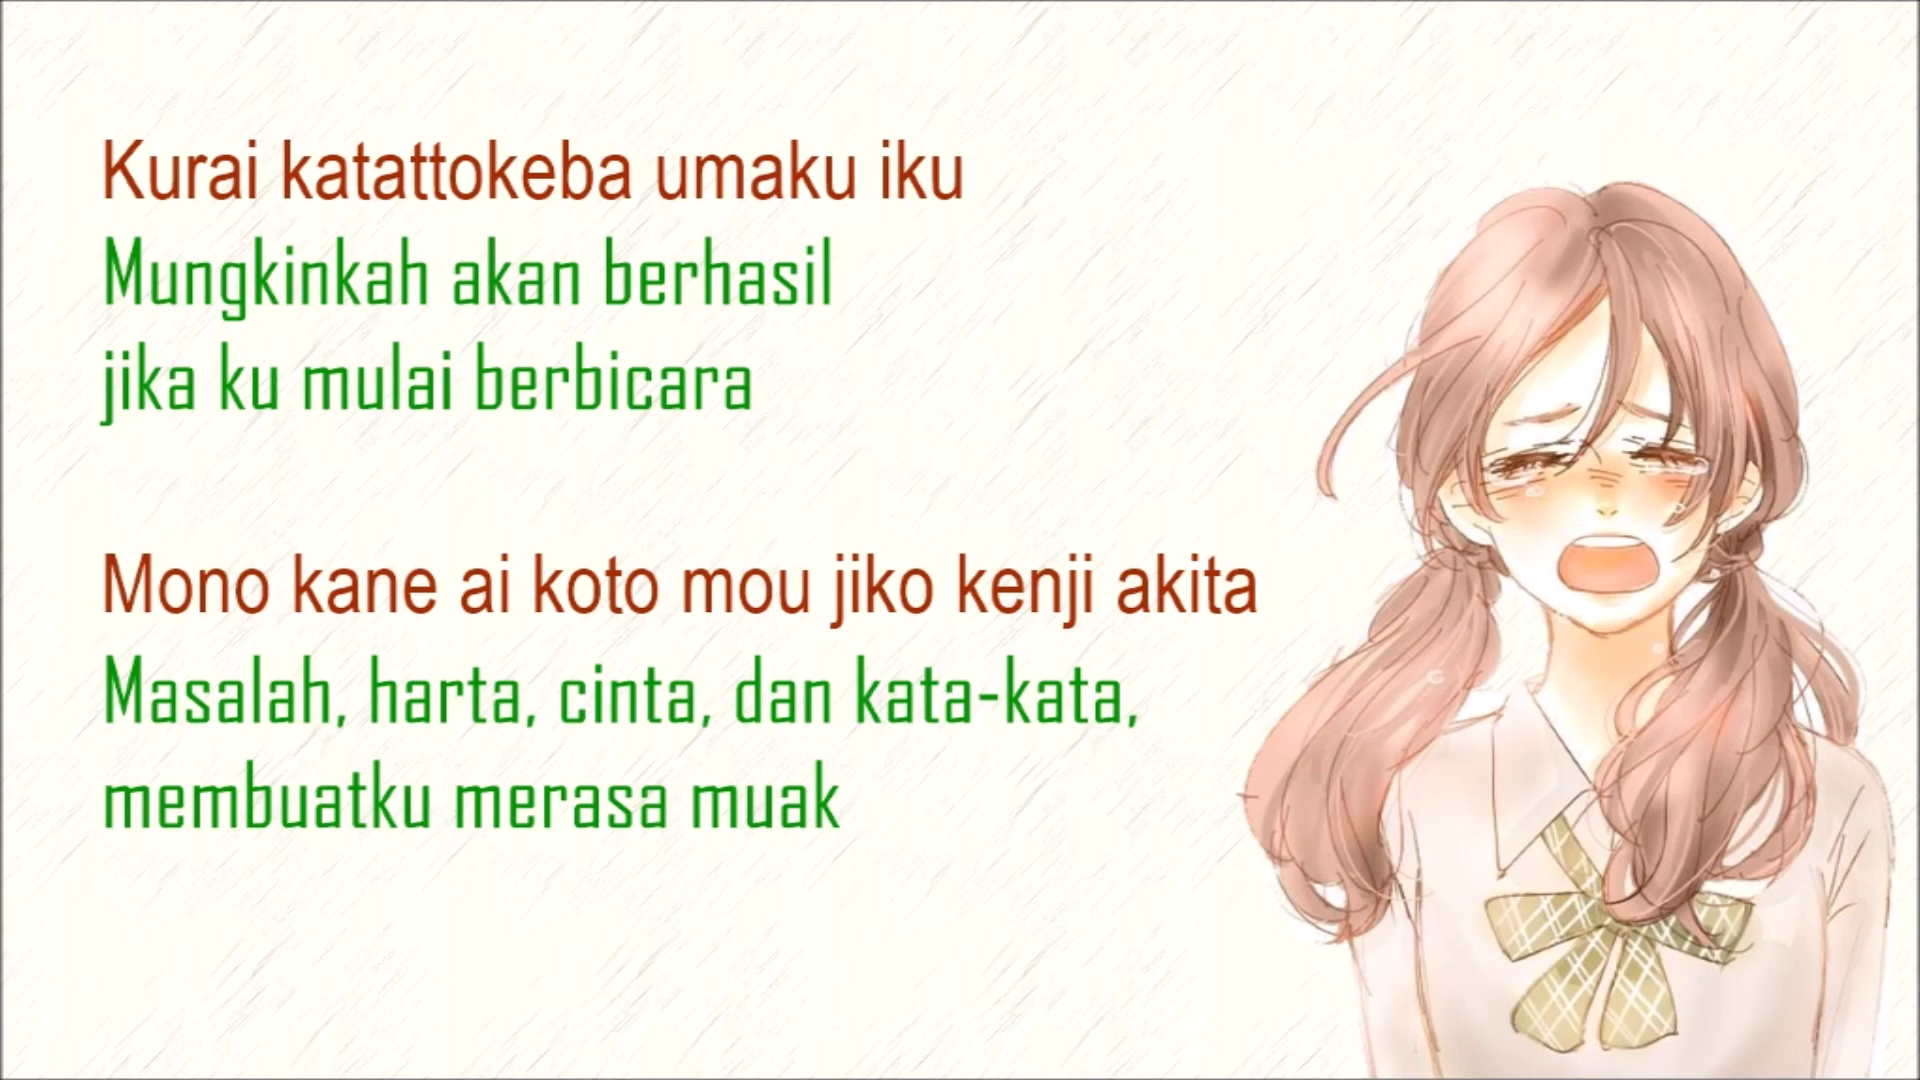 Kurai katattokeba umaku iku
Mungkinkah akan berhasil
jika ku mulai berbicara
Mono kane ai koto mou jiko kenji akita
Masalah, harta, cinta, dan kata-kata,
membuatku merasa muak